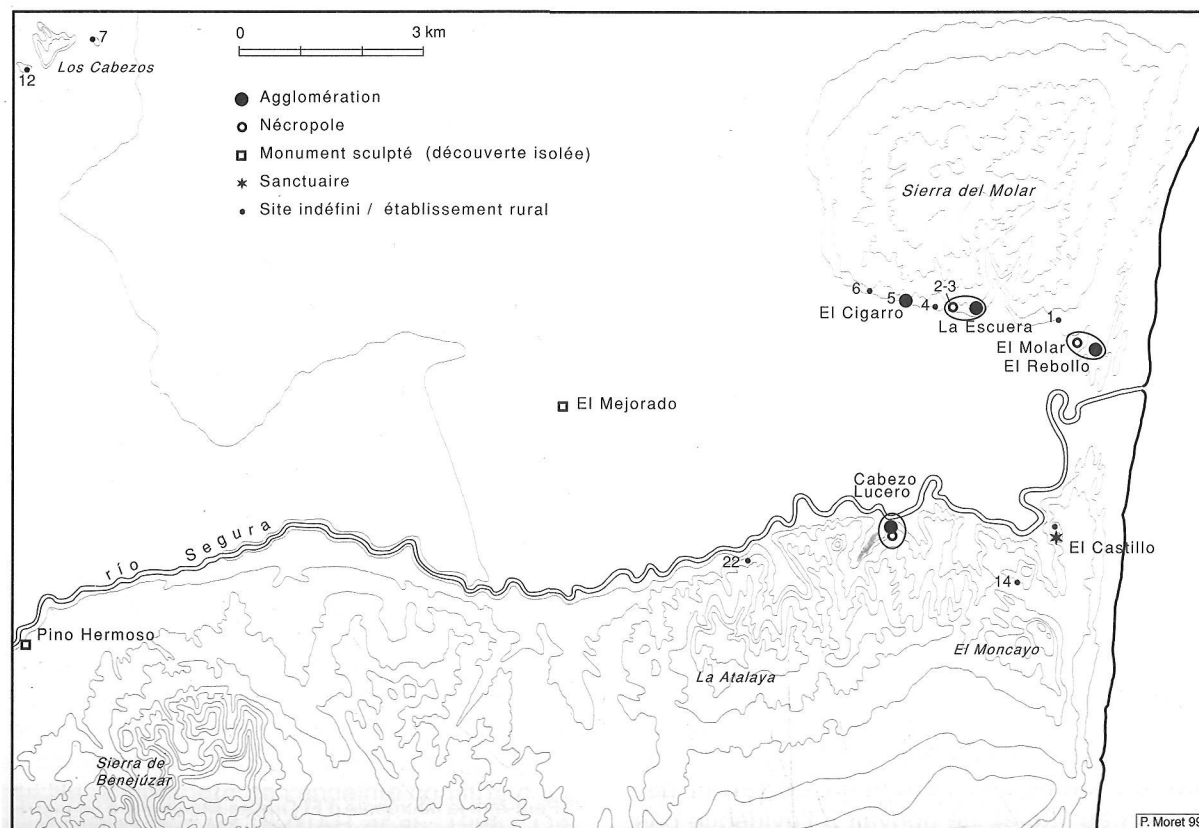 7
12
Los Cabezos
0 3 km
Agglomération
Nécropole
Monument sculpté (découverte isolée)
Sanctuaire
Site indéfini / établissement rural
Sierra del Molar
6
5
4
2-3
1
El Cigarro
La Escuera
El Molar
El Rebollo
El Mejorado
Cabezo
Lucero
río Segura
22
El Castillo
14
Pino Hermoso
La Atalaya
El Moncayo
Sierra de
Benejúzar
P. Moret 9